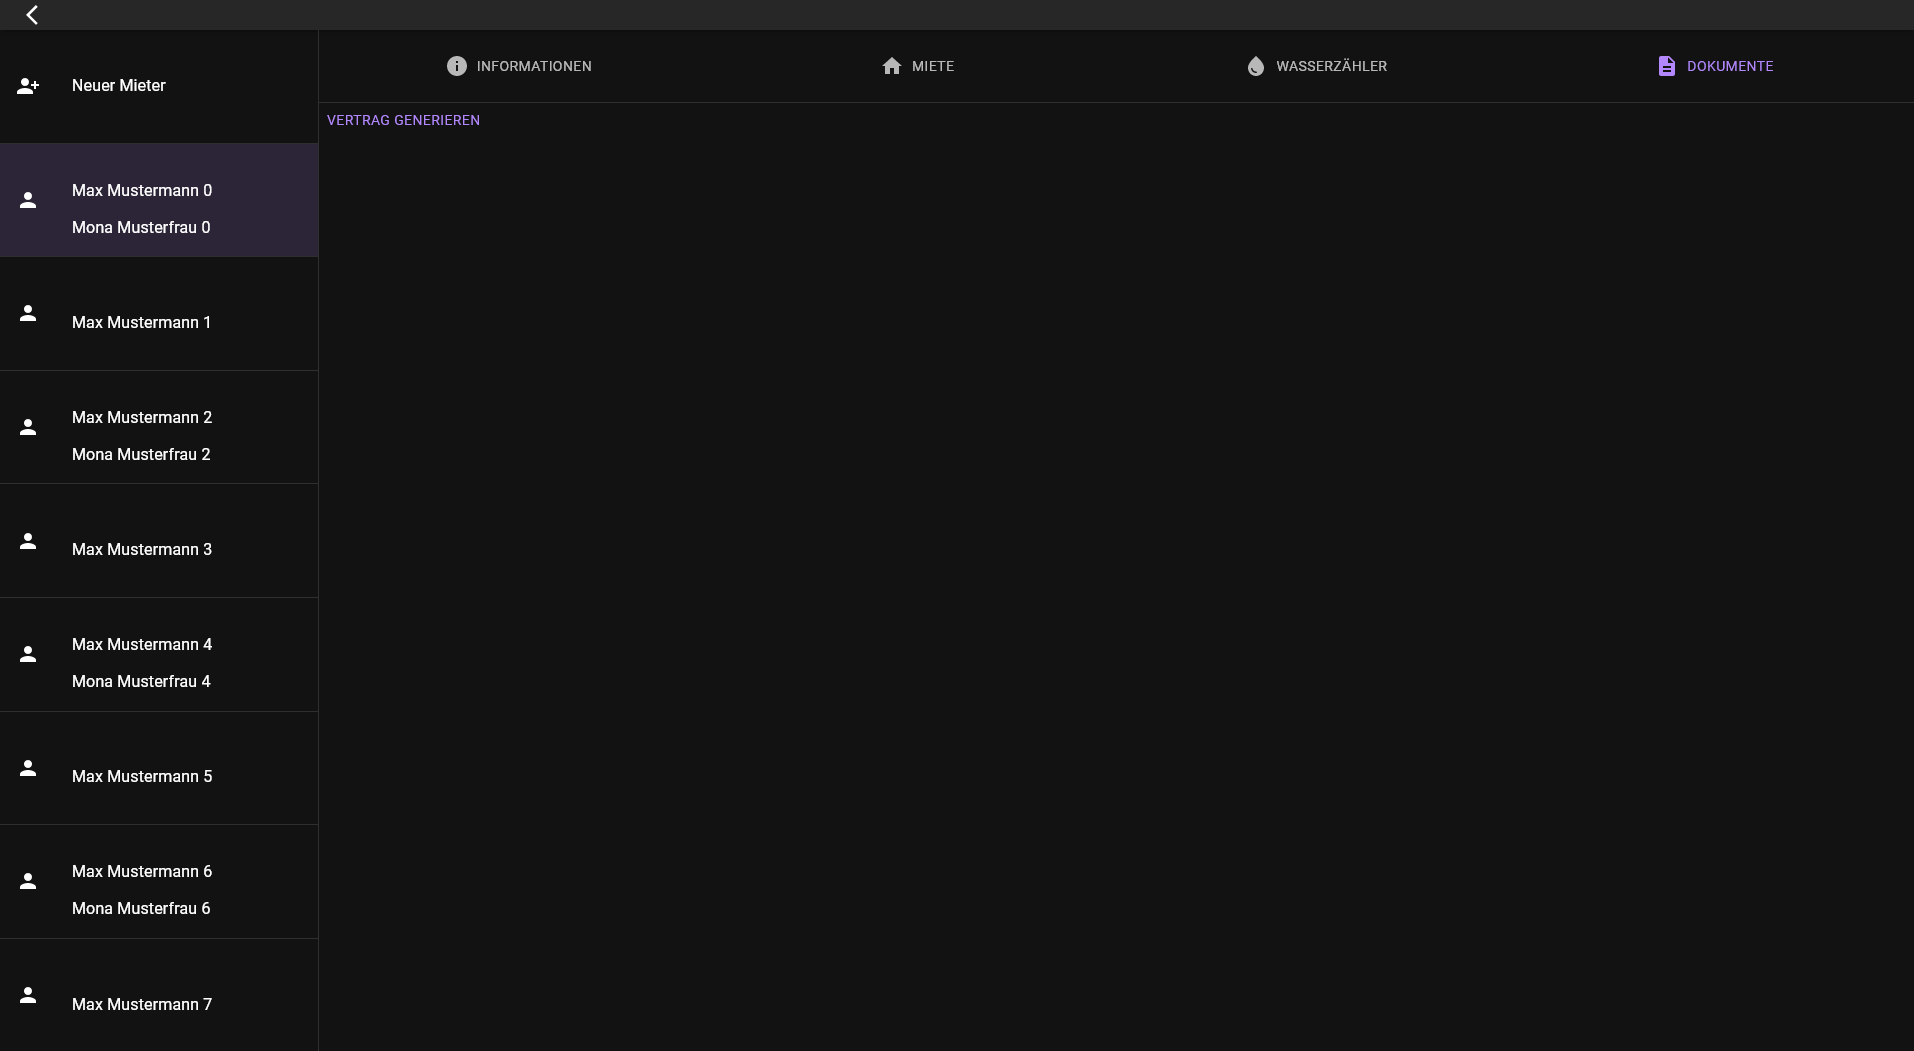 Neuer Mieter
Max Mustermann 0
Mona Musterfrau 0
Max Mustermann 1
Max Mustermann 2
Mona Musterfrau 2
Max Mustermann 3
Max Mustermann 4
Mona Musterfrau 4
Max Mustermann 5
Max Mustermann 6
Mona Musterfrau 6
Max Mustermann 7
INFORMATIONEN
MIETE
WASSERZÄHLER
DOKUMENTE
VERTRAG GENERIEREN